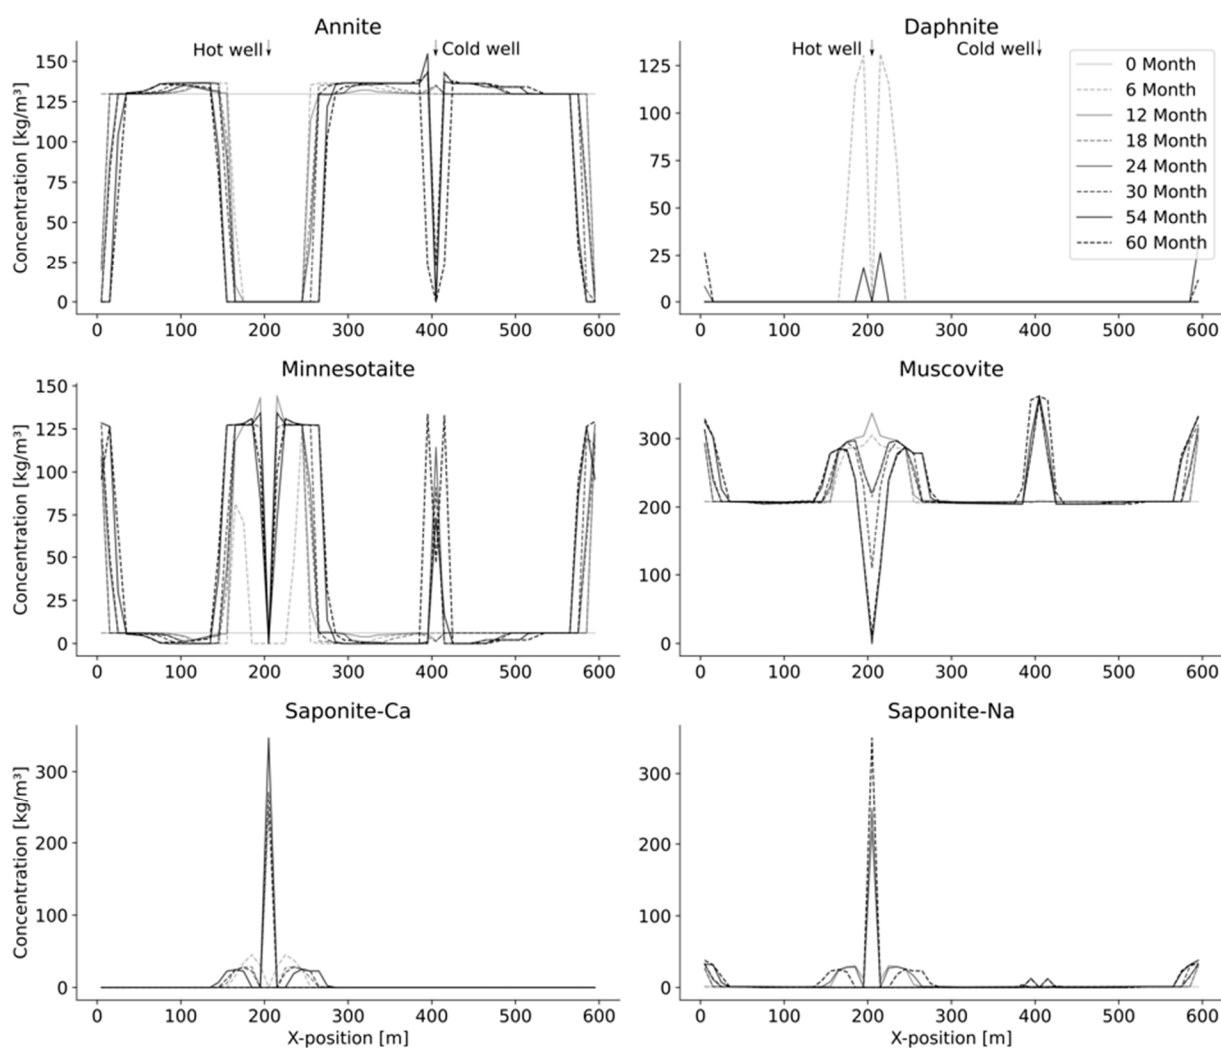 Annite
Daphnite
Hot well
Cold well
Hot well
Cold well
0 Month
6 Month
12 Month
18 Month
24 Month
30 Month
54 Month
60 Month
Concentration [kg/m³]
150
125
100
75
50
25
0
0 100 200 300 400 500 600
125
100
75
50
25
0
0 100 200 300 400 500 600
Minnesotaite
Muscovite
Concentration [kg/m³]
150
125
100
75
50
25
0
0 100 200 300 400 500 600
300
200
100
0
0 100 200 300 400 500 600
Saponite-Ca
Saponite-Na
Concentration [kg/m³]
300
200
100
0
0 100 200 300 400 500 600
X-position [m]
300
200
100
0
0 100 200 300 400 500 600
X-position [m]